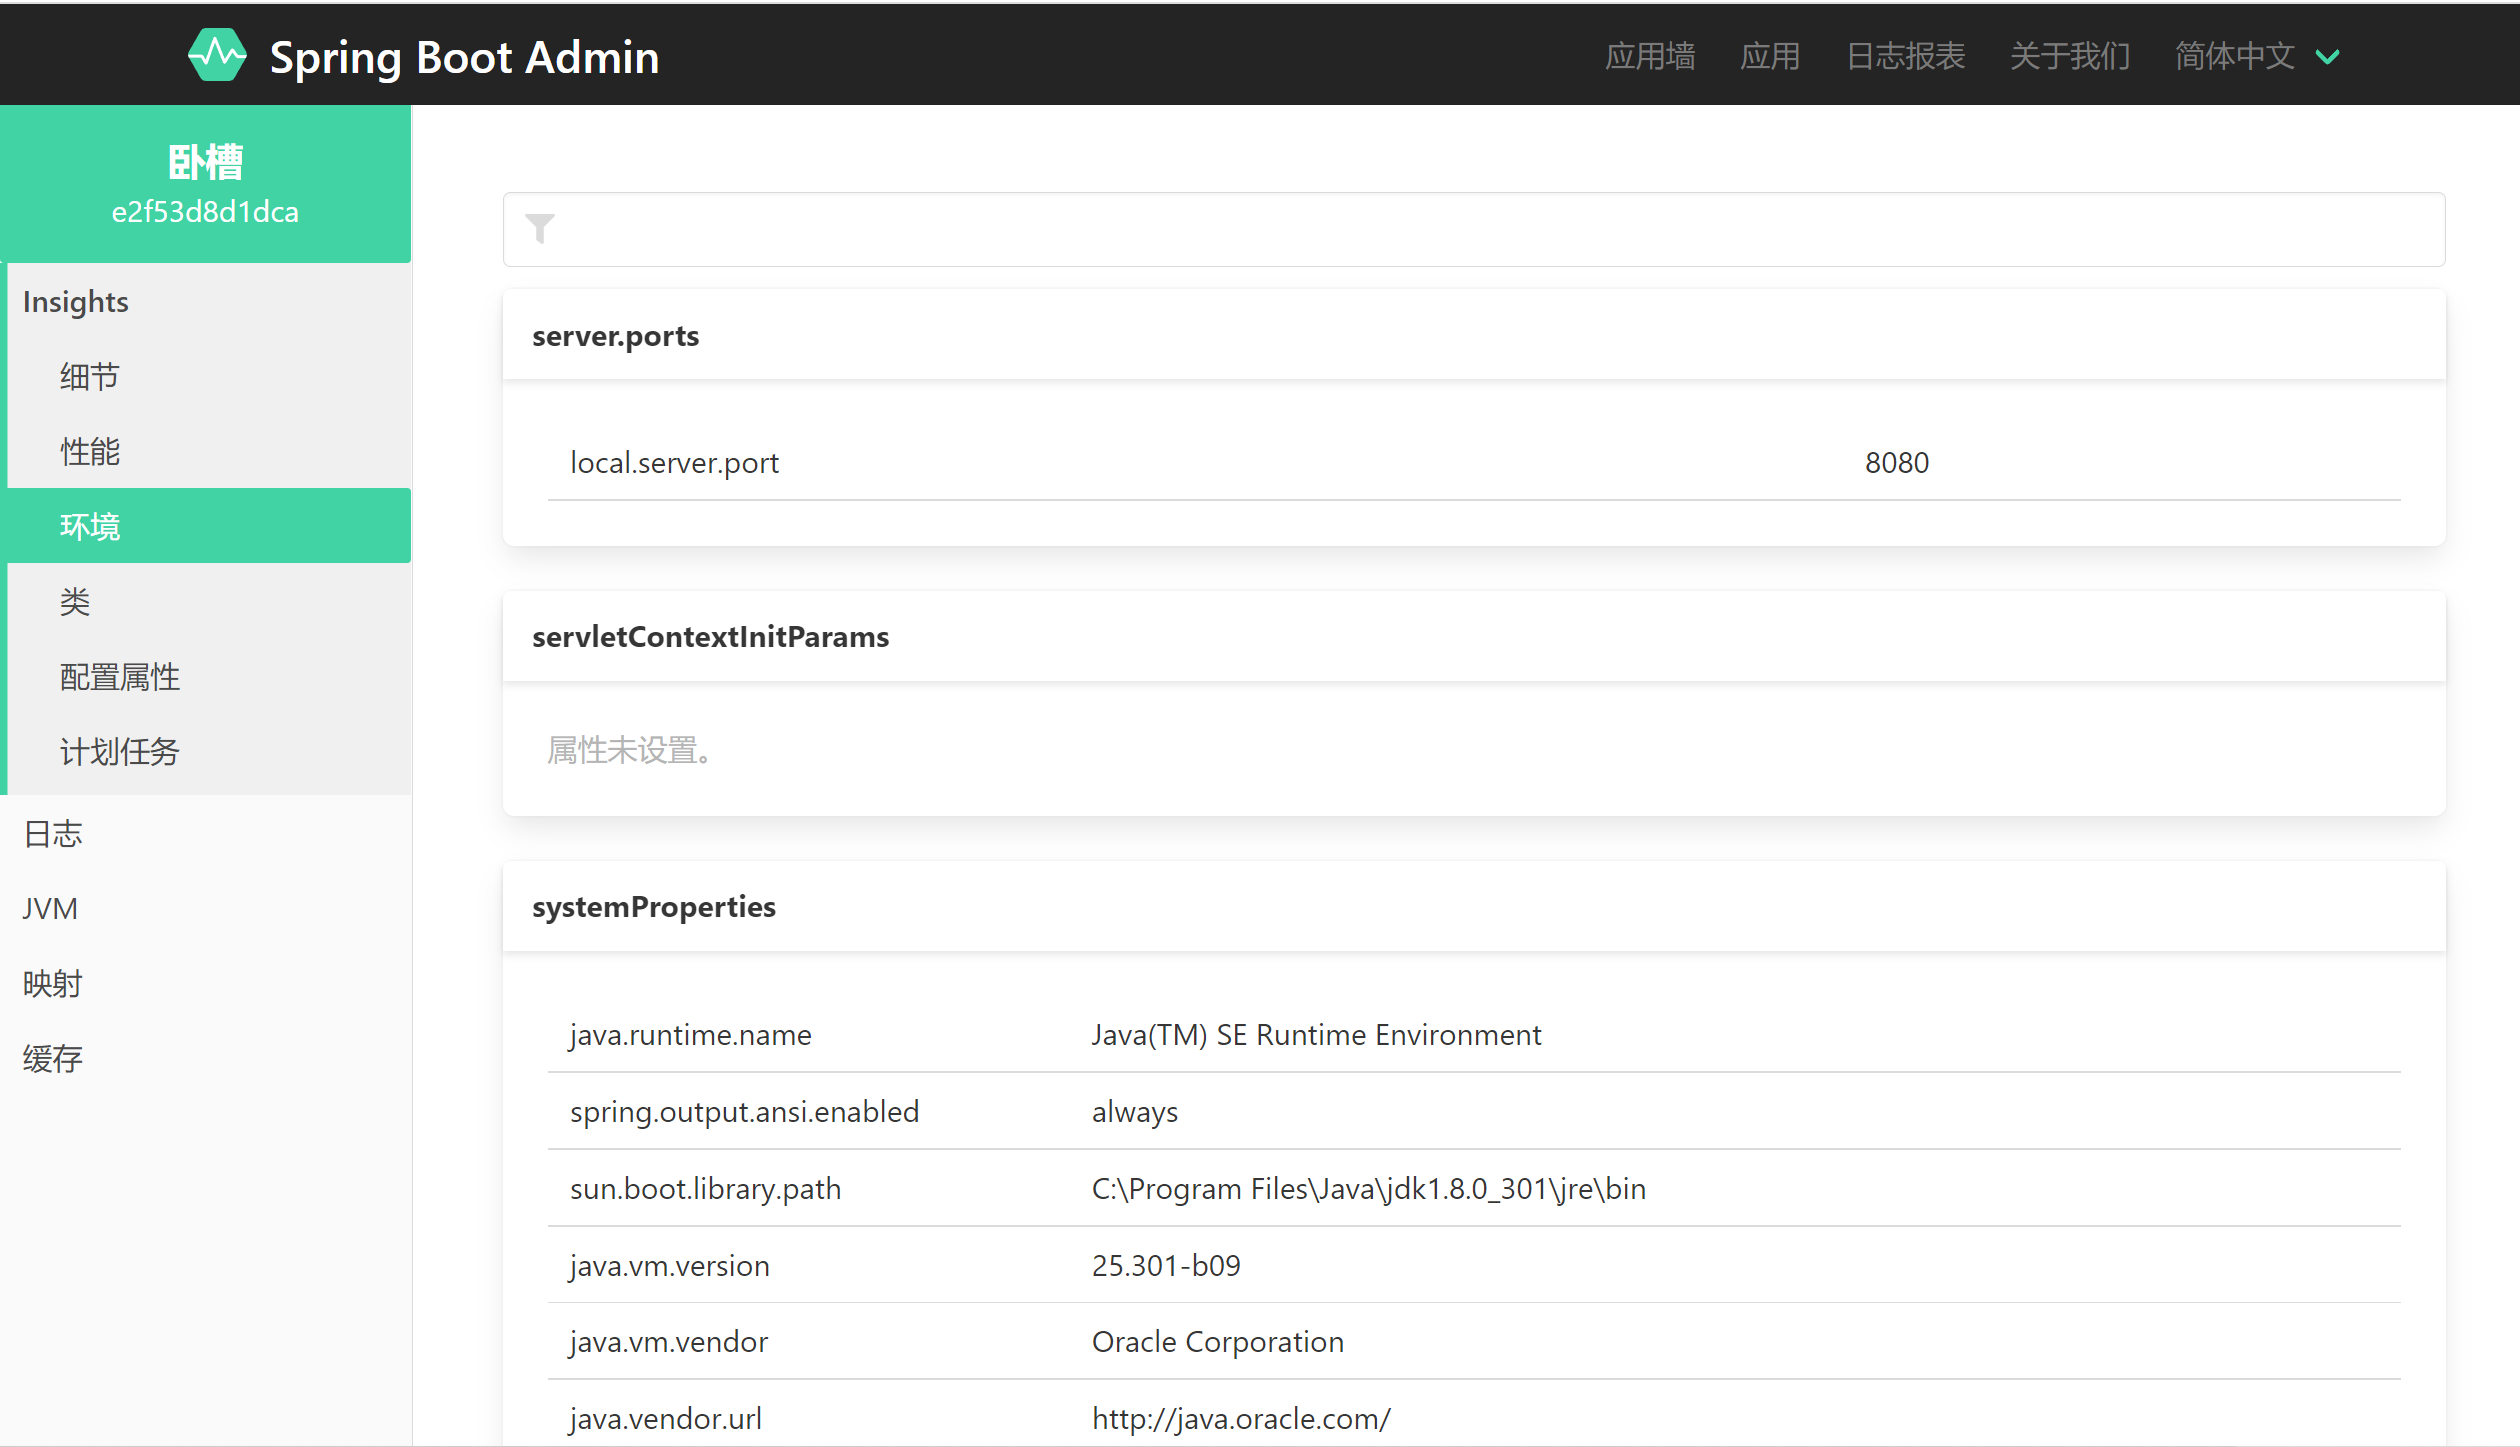 Spring Boot Admin
应用墙 应用 日志报表 关于我们 简体中文
卧槽
e2f53d8d1dca
Insights
细节
性能
环境
类
配置属性
计划任务
日志
JVM
映射
缓存
server.ports
local.server.port 8080
servletContextInitParams
属性未设置。
systemProperties
java.runtime.name Java(TM) SE Runtime Environment
spring.output.ansi.enabled always
sun.boot.library.path C:\Program Files\Java\jdk1.8.0_301\jre\bin
java.vm.version 25.301-b09
java.vm.vendor Oracle Corporation
java.vendor.url http://java.oracle.com/